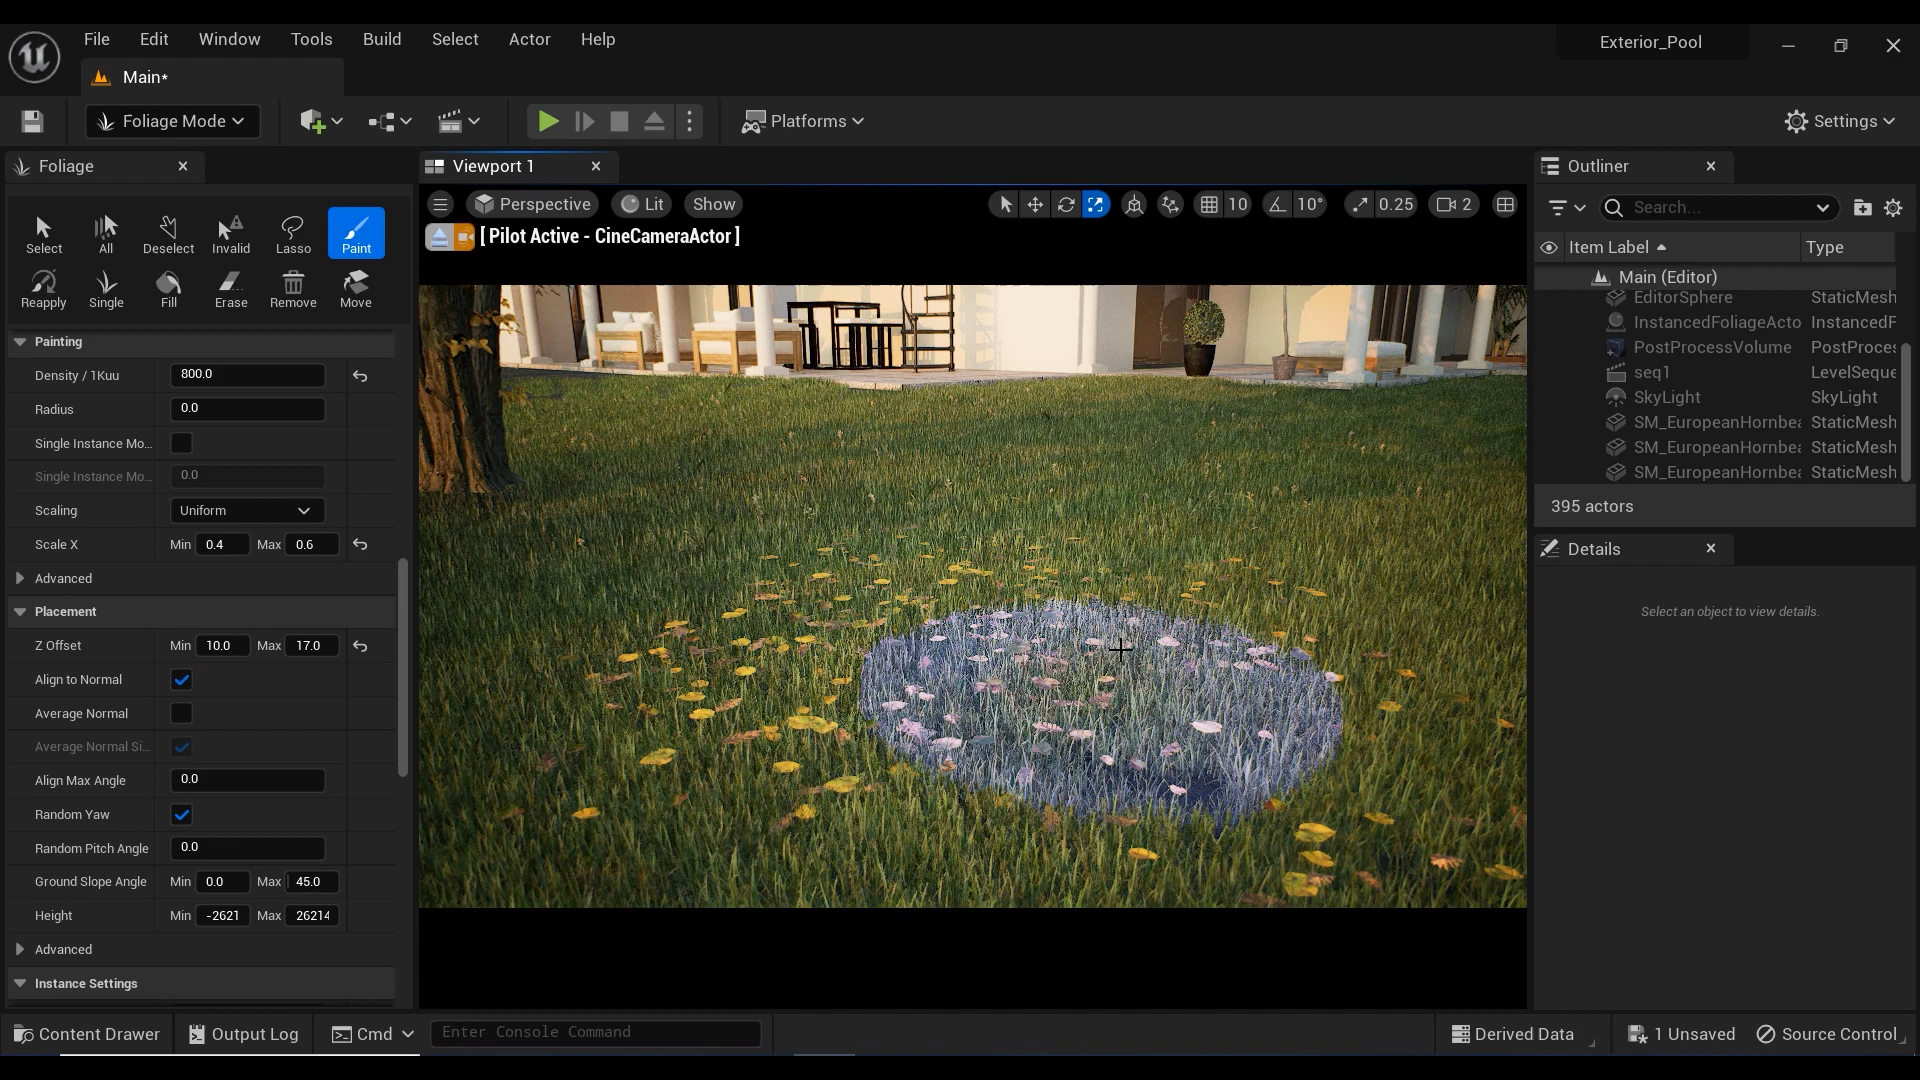 File Edit Window Tools Build Select Actor Help
Exterior_Pool
Main*
Foliage Mode
Platforms
Settings
Foliage
Viewport 1
Outliner
Select All Deselect Invalid Lasso Paint
Reapply Single Fill Erase Remove Move
Perspective Lit Show
10 10° 0.25 2
[ Pilot Active - CineCameraActor ]
Search...
Item Label Type
Main (Editor)
EditorSphere StaticMesh
InstancedFoliageActo InstancedF
PostProcessVolume PostProces
seq1 LevelSeque
SkyLight SkyLight
SM_EuropeanHornbea StaticMesh
SM_EuropeanHornbea StaticMesh
SM_EuropeanHornbea StaticMesh
395 actors
Details
Select an object to view details.
Painting
Density / 1Kuu 800.0
Radius 0.0
Single Instance Mo...
Single Instance Mo... 0.0
Scaling Uniform
Scale X Min 0.4 Max 0.6
Advanced
Placement
Z Offset Min 10.0 Max 17.0
Align to Normal
Average Normal
Average Normal Si...
Align Max Angle 0.0
Random Yaw
Random Pitch Angle 0.0
Ground Slope Angle Min 0.0 Max 45.0
Height Min -2621 Max 26214
Advanced
Instance Settings
Content Drawer Output Log Cmd Enter Console Command
Derived Data 1 Unsaved Source Control